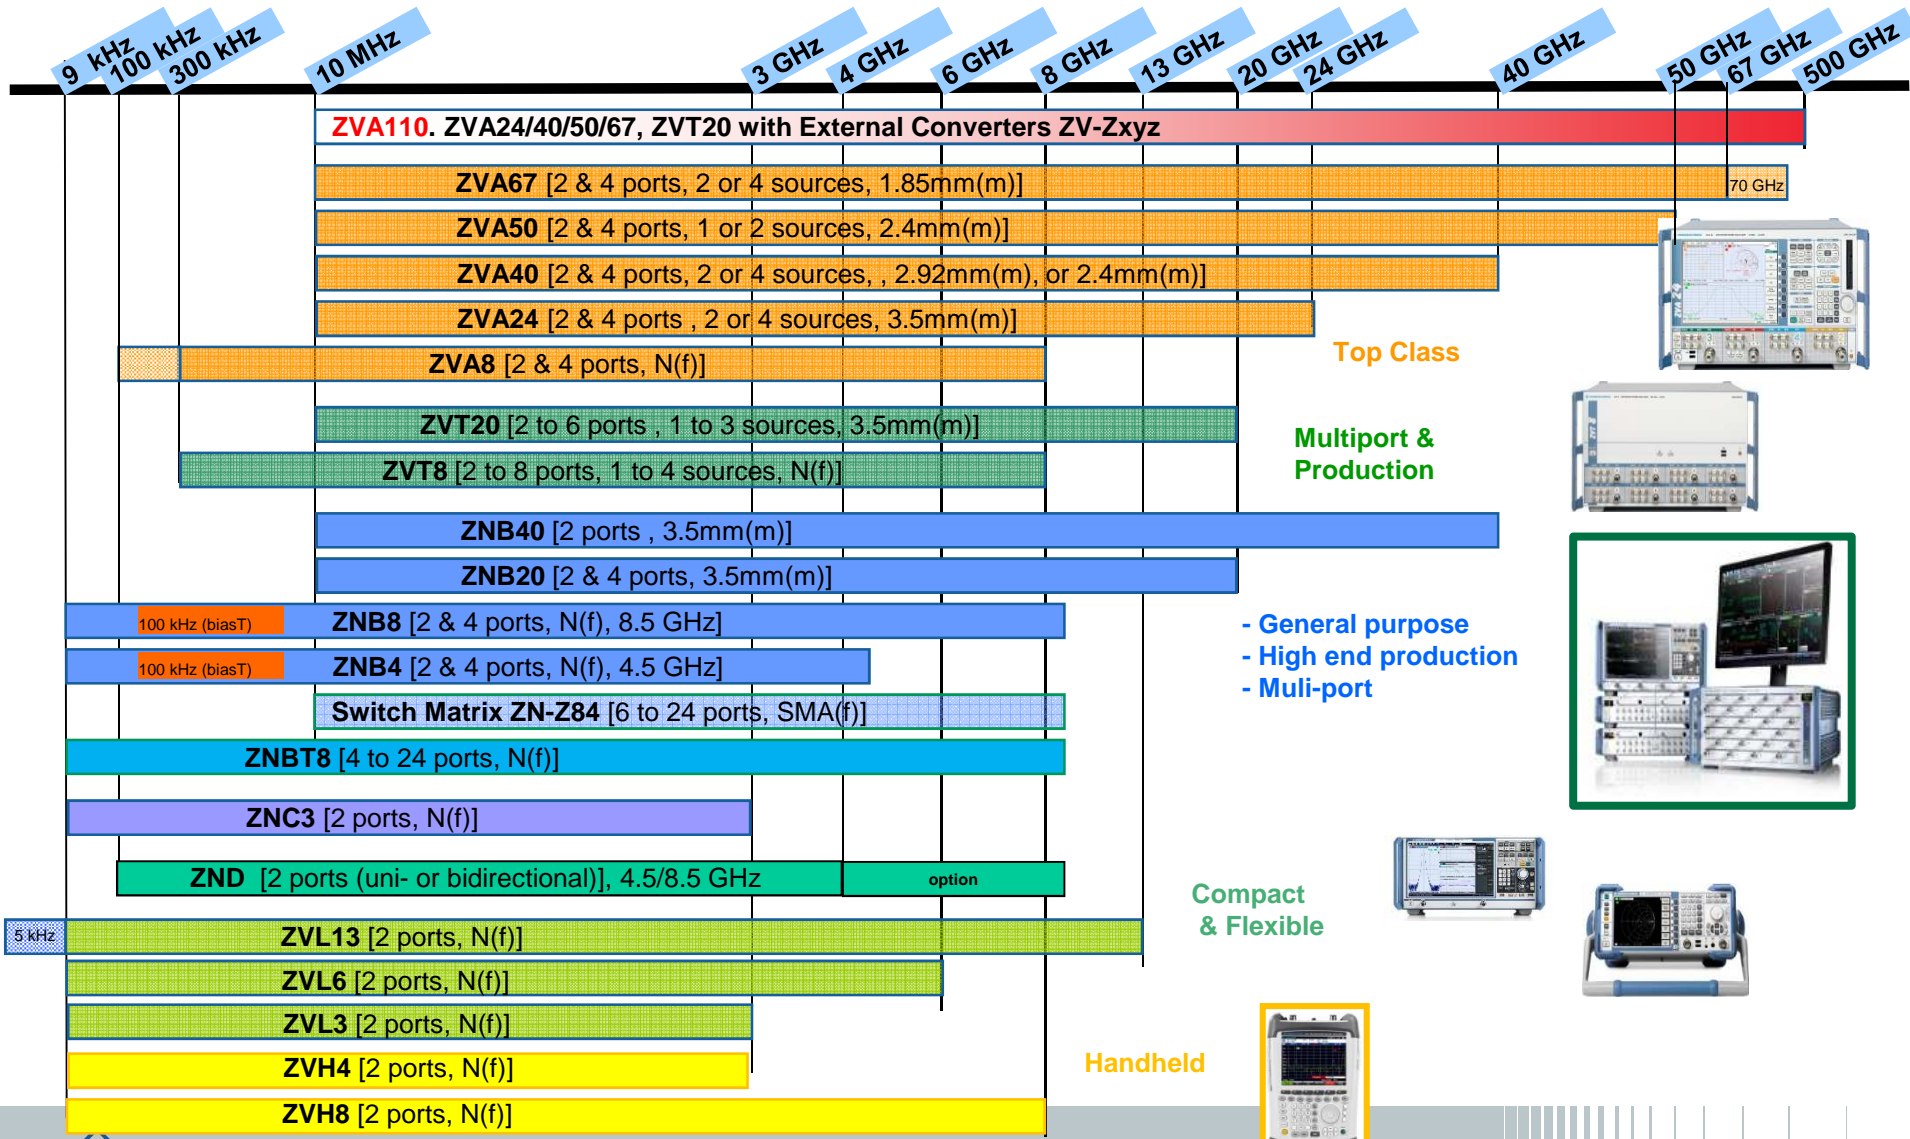 9 kHz
100 kHz
300 kHz
10 MHz
3 GHz
4 GHz
6 GHz
8 GHz
13 GHz
20 GHz
24 GHz
40 GHz
50 GHz
67 GHz
500 GHz
ZVA110. ZVA24/40/50/67, ZVT20 with External Converters ZV-Zxyz
ZVA67 [2 & 4 ports, 2 or 4 sources, 1.85mm(m)]
70 GHz
ZVA50 [2 & 4 ports, 1 or 2 sources, 2.4mm(m)]
ZVA40 [2 & 4 ports, 2 or 4 sources, , 2.92mm(m), or 2.4mm(m)]
ZVA24 [2 & 4 ports , 2 or 4 sources, 3.5mm(m)]
Top Class
ZVA8 [2 & 4 ports, N(f)]
ZVT20 [2 to 6 ports , 1 to 3 sources, 3.5mm(m)]
Multiport &
Production
ZVT8 [2 to 8 ports, 1 to 4 sources, N(f)]
ZNB40 [2 ports , 3.5mm(m)]
ZNB20 [2 & 4 ports, 3.5mm(m)]
100 kHz (biasT)
ZNB8 [2 & 4 ports, N(f), 8.5 GHz]
- General purpose
- High end production
- Muli-port
100 kHz (biasT)
ZNB4 [2 & 4 ports, N(f), 4.5 GHz]
Switch Matrix ZN-Z84 [6 to 24 ports, SMA(f)]
ZNBT8 [4 to 24 ports, N(f)]
ZNC3 [2 ports, N(f)]
ZND [2 ports (uni- or bidirectional)], 4.5/8.5 GHz
option
Compact
& Flexible
5 kHz
ZVL13 [2 ports, N(f)]
ZVL6 [2 ports, N(f)]
ZVL3 [2 ports, N(f)]
ZVH4 [2 ports, N(f)]
Handheld
ZVH8 [2 ports, N(f)]